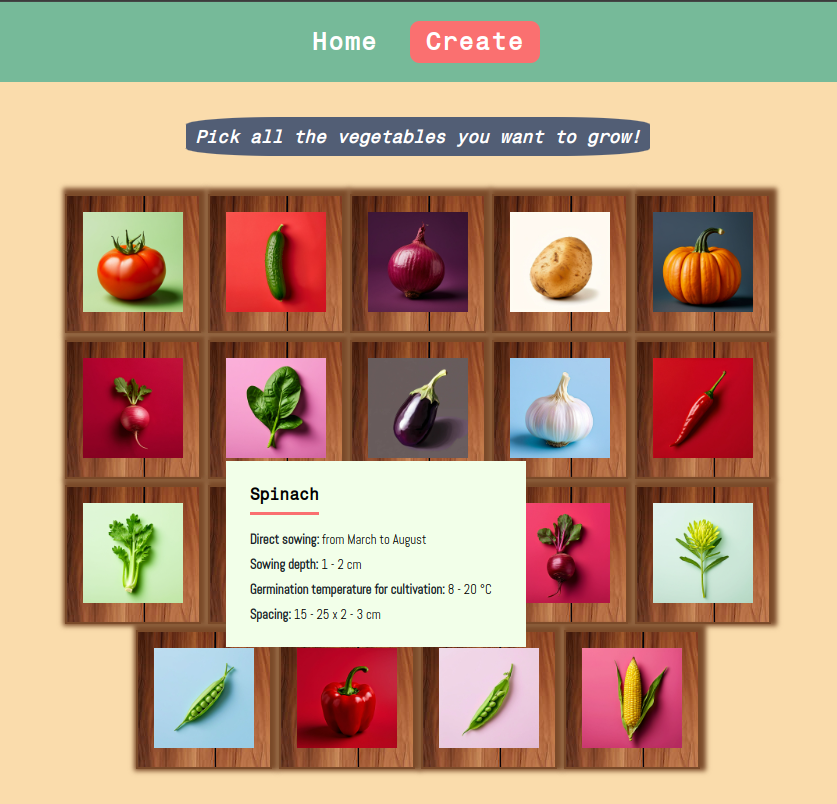 Home Create
Pick all the vegetables you want to grow!
Spinach
Direct sowing: from March to August
Sowing depth: 1 - 2 cm
Germination temperature for cultivation: 8 - 20 °C
Spacing: 15 - 25 x 2 - 3 cm